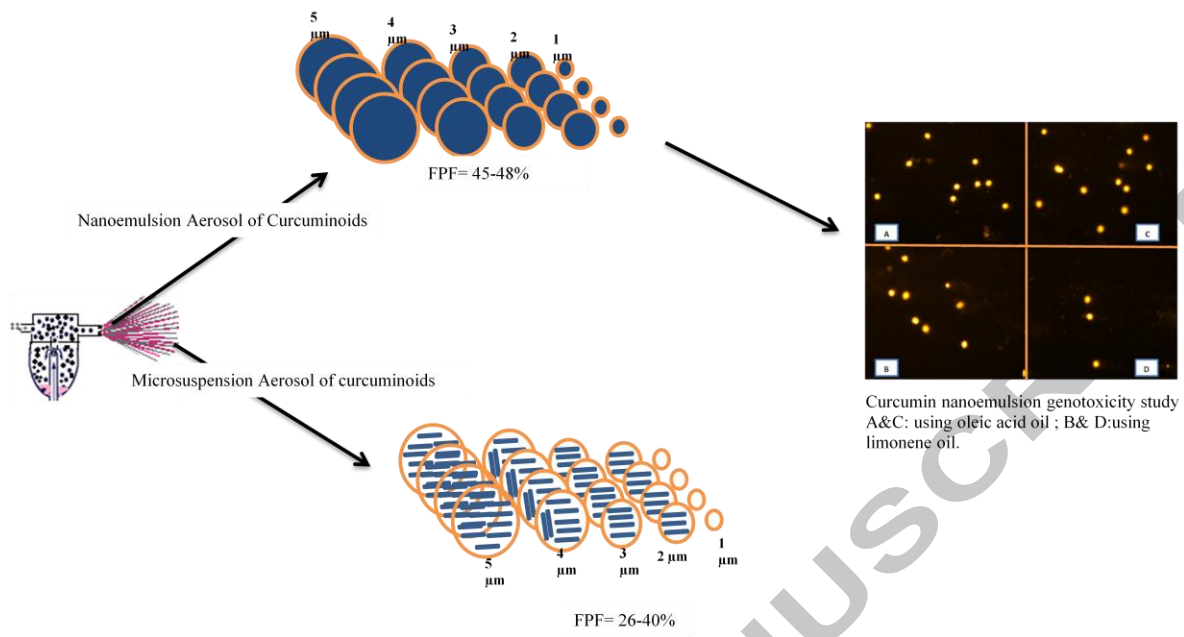 5
µm
4
µm
3
µm
2
µm
1
µm
FPF= 45-48%
Nanoemulsion Aerosol of Curcuminoids
Microsuspension Aerosol of curcuminoids
5
µm
4
µm
3
µm
2 µm
1
µm
FPF= 26-40%
A
C
B
D
Curcumin nanoemulsion genotoxicity study
A&C: using oleic acid oil ; B& D:using
limonene oil.